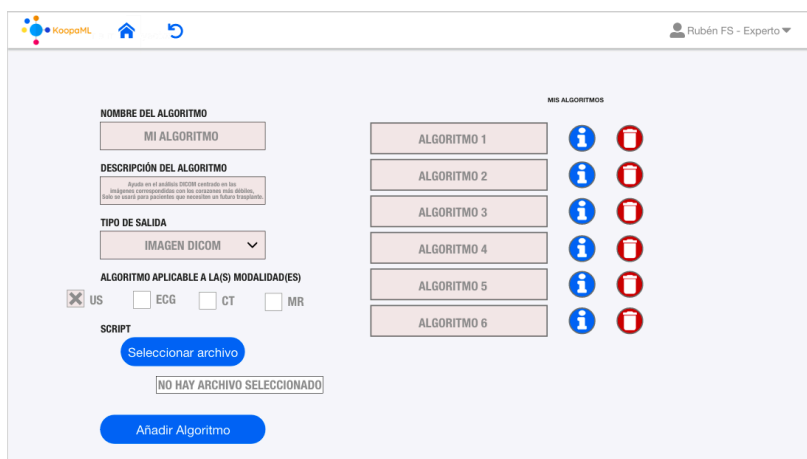 KoopaML
Rubén FS - Experto
NOMBRE DEL ALGORITMO
MI ALGORITMO
DESCRIPCIÓN DEL ALGORITMO
Ayuda en el análisis DICOM centrado en las
imágenes correspondidas con los corazones más débiles.
Solo se usará para pacientes que necesiten un futuro trasplante.
TIPO DE SALIDA
IMAGEN DICOM
ALGORITMO APLICABLE A LA(S) MODALIDAD(ES)
US ECG CT MR
SCRIPT
Seleccionar archivo
NO HAY ARCHIVO SELECCIONADO
Añadir Algoritmo
MIS ALGORITMOS
ALGORITMO 1
ALGORITMO 2
ALGORITMO 3
ALGORITMO 4
ALGORITMO 5
ALGORITMO 6